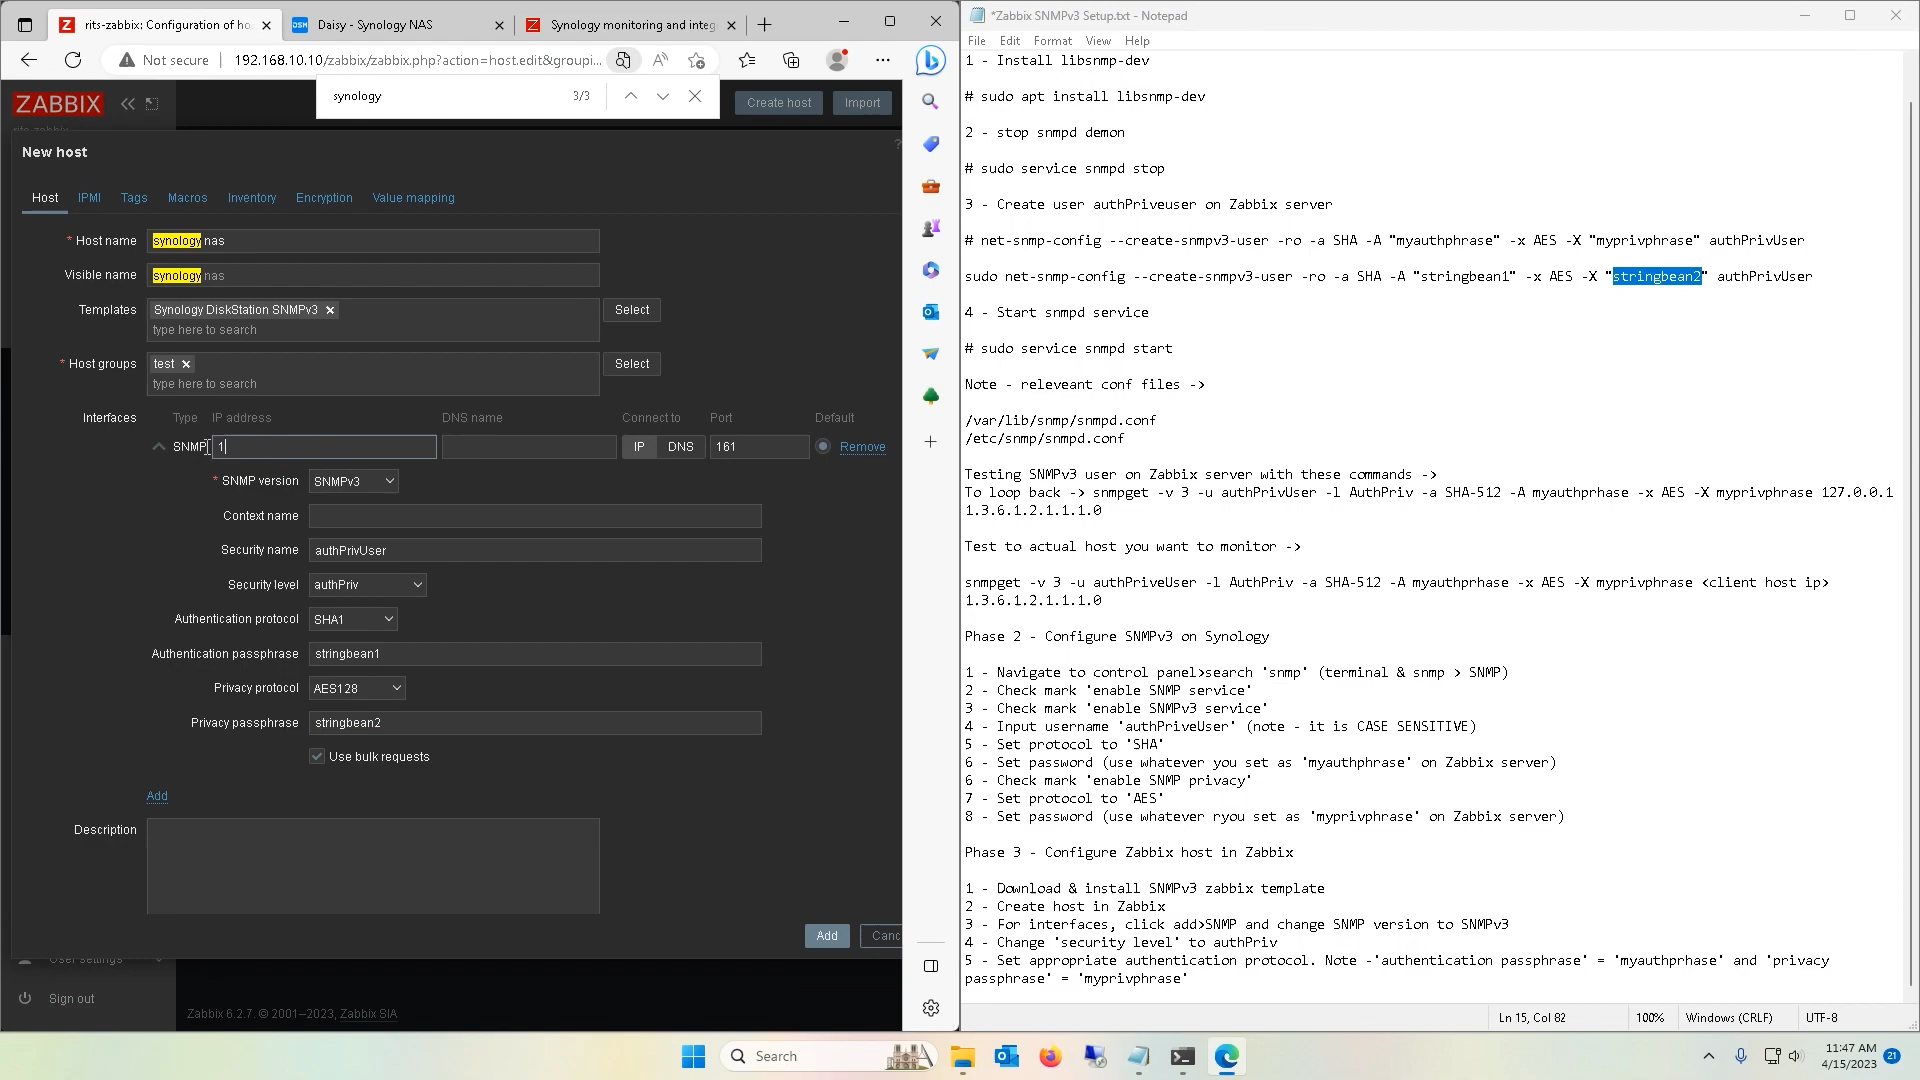 rits-zabbix: Configuration of ho
Daisy - Synology NAS
Synology monitoring and integ
Not secure
192.168.10.10/zabbix/zabbix.php?action=host.edit&groupi...
synology
3/3
ZABBIX
Create host
Import
rits-zabbix
New host
?
Host
IPMI
Tags
Macros
Inventory
Encryption
Value mapping
* Host name
synology nas
Visible name
synology nas
Templates
Synology DiskStation SNMPv3
type here to search
Select
* Host groups
test
type here to search
Select
Interfaces
Type
IP address
DNS name
Connect to
Port
Default
SNMP
1
IP
DNS
161
Remove
* SNMP version
SNMPv3
Context name
Security name
authPrivUser
Security level
authPriv
Authentication protocol
SHA1
Authentication passphrase
stringbean1
Privacy protocol
AES128
Privacy passphrase
stringbean2
Use bulk requests
Add
Description
Add
Canc
User settings
Sign out
Zabbix 6.2.7. © 2001–2023, Zabbix SIA
*Zabbix SNMPv3 Setup.txt - Notepad
File
Edit
Format
View
Help
1 - Install libsnmp-dev
# sudo apt install libsnmp-dev
2 - stop snmpd demon
# sudo service snmpd stop
3 - Create user authPriveuser on Zabbix server
# net-snmp-config --create-snmpv3-user -ro -a SHA -A "myauthphrase" -x AES -X "myprivphrase" authPrivUser
sudo net-snmp-config --create-snmpv3-user -ro -a SHA -A "stringbean1" -x AES -X "stringbean2" authPrivUser
4 - Start snmpd service
# sudo service snmpd start
Note - releveant conf files ->
/var/lib/snmp/snmpd.conf
/etc/snmp/snmpd.conf
Testing SNMPv3 user on Zabbix server with these commands ->
To loop back -> snmpget -v 3 -u authPrivUser -l AuthPriv -a SHA-512 -A myauthprhase -x AES -X myprivphrase 127.0.0.1
1.3.6.1.2.1.1.1.0
Test to actual host you want to monitor ->
snmpget -v 3 -u authPriveUser -l AuthPriv -a SHA-512 -A myauthprhase -x AES -X myprivphrase <client host ip>
1.3.6.1.2.1.1.1.0
Phase 2 - Configure SNMPv3 on Synology
1 - Navigate to control panel>search 'snmp' (terminal & snmp > SNMP)
2 - Check mark 'enable SNMP service'
3 - Check mark 'enable SNMPv3 service'
4 - Input username 'authPriveUser' (note - it is CASE SENSITIVE)
5 - Set protocol to 'SHA'
6 - Set password (use whatever you set as 'myauthphrase' on Zabbix server)
6 - Check mark 'enable SNMP privacy'
7 - Set protocol to 'AES'
8 - Set password (use whatever ryou set as 'myprivphrase' on Zabbix server)
Phase 3 - Configure Zabbix host in Zabbix
1 - Download & install SNMPv3 zabbix template
2 - Create host in Zabbix
3 - For interfaces, click add>SNMP and change SNMP version to SNMPv3
4 - Change 'security level' to authPriv
5 - Set appropriate authentication protocol. Note -'authentication passphrase' = 'myauthprhase' and 'privacy
passphrase' = 'myprivphrase'
Ln 15, Col 82
100%
Windows (CRLF)
UTF-8
Search
11:47 AM
4/15/2023
21